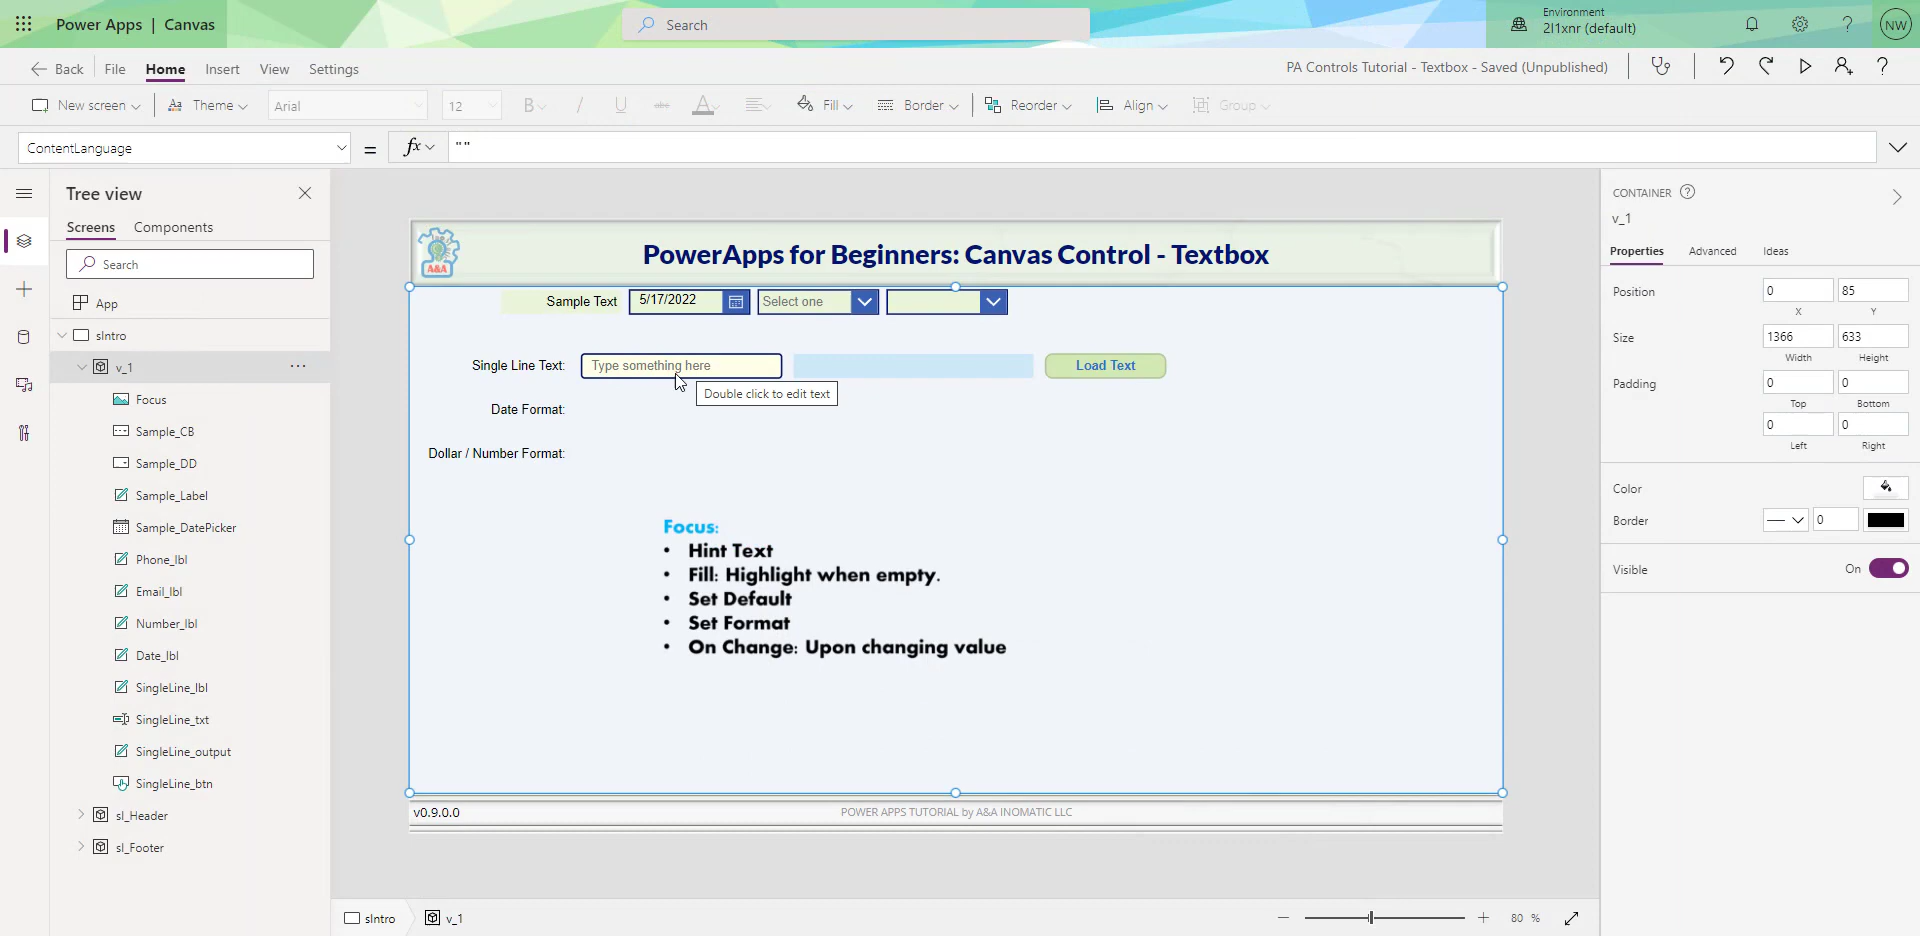 Power Apps | Canvas
Search
Environment
2l1xnr (default)
NW
Back
File
Home
Insert
View
Settings
PA Controls Tutorial - Textbox - Saved (Unpublished)
New screen
Theme
Arial
12
B
I
U
abc
A
Fill
Border
Reorder
Align
Group
ContentLanguage
=
fx
""
Tree view
Screens
Components
Search
App
sIntro
v_1
Focus
Sample_CB
Sample_DD
Sample_Label
Sample_DatePicker
Phone_lbl
Email_lbl
Number_lbl
Date_lbl
SingleLine_lbl
SingleLine_txt
SingleLine_output
SingleLine_btn
sl_Header
sl_Footer
A&A
PowerApps for Beginners: Canvas Control - Textbox
Sample Text
5/17/2022
Select one
Single Line Text:
Type something here
Load Text
Double click to edit text
Date Format:
Dollar / Number Format:
Focus:
• Hint Text
• Fill: Highlight when empty.
• Set Default
• Set Format
• On Change: Upon changing value
v0.9.0.0
POWER APPS TUTORIAL by A&A INOMATIC LLC
sIntro
v_1
80 %
CONTAINER
v_1
Properties
Advanced
Ideas
Position
0
85
X
Y
Size
1366
633
Width
Height
Padding
0
0
Top
Bottom
0
0
Left
Right
Color
Border
0
Visible
On